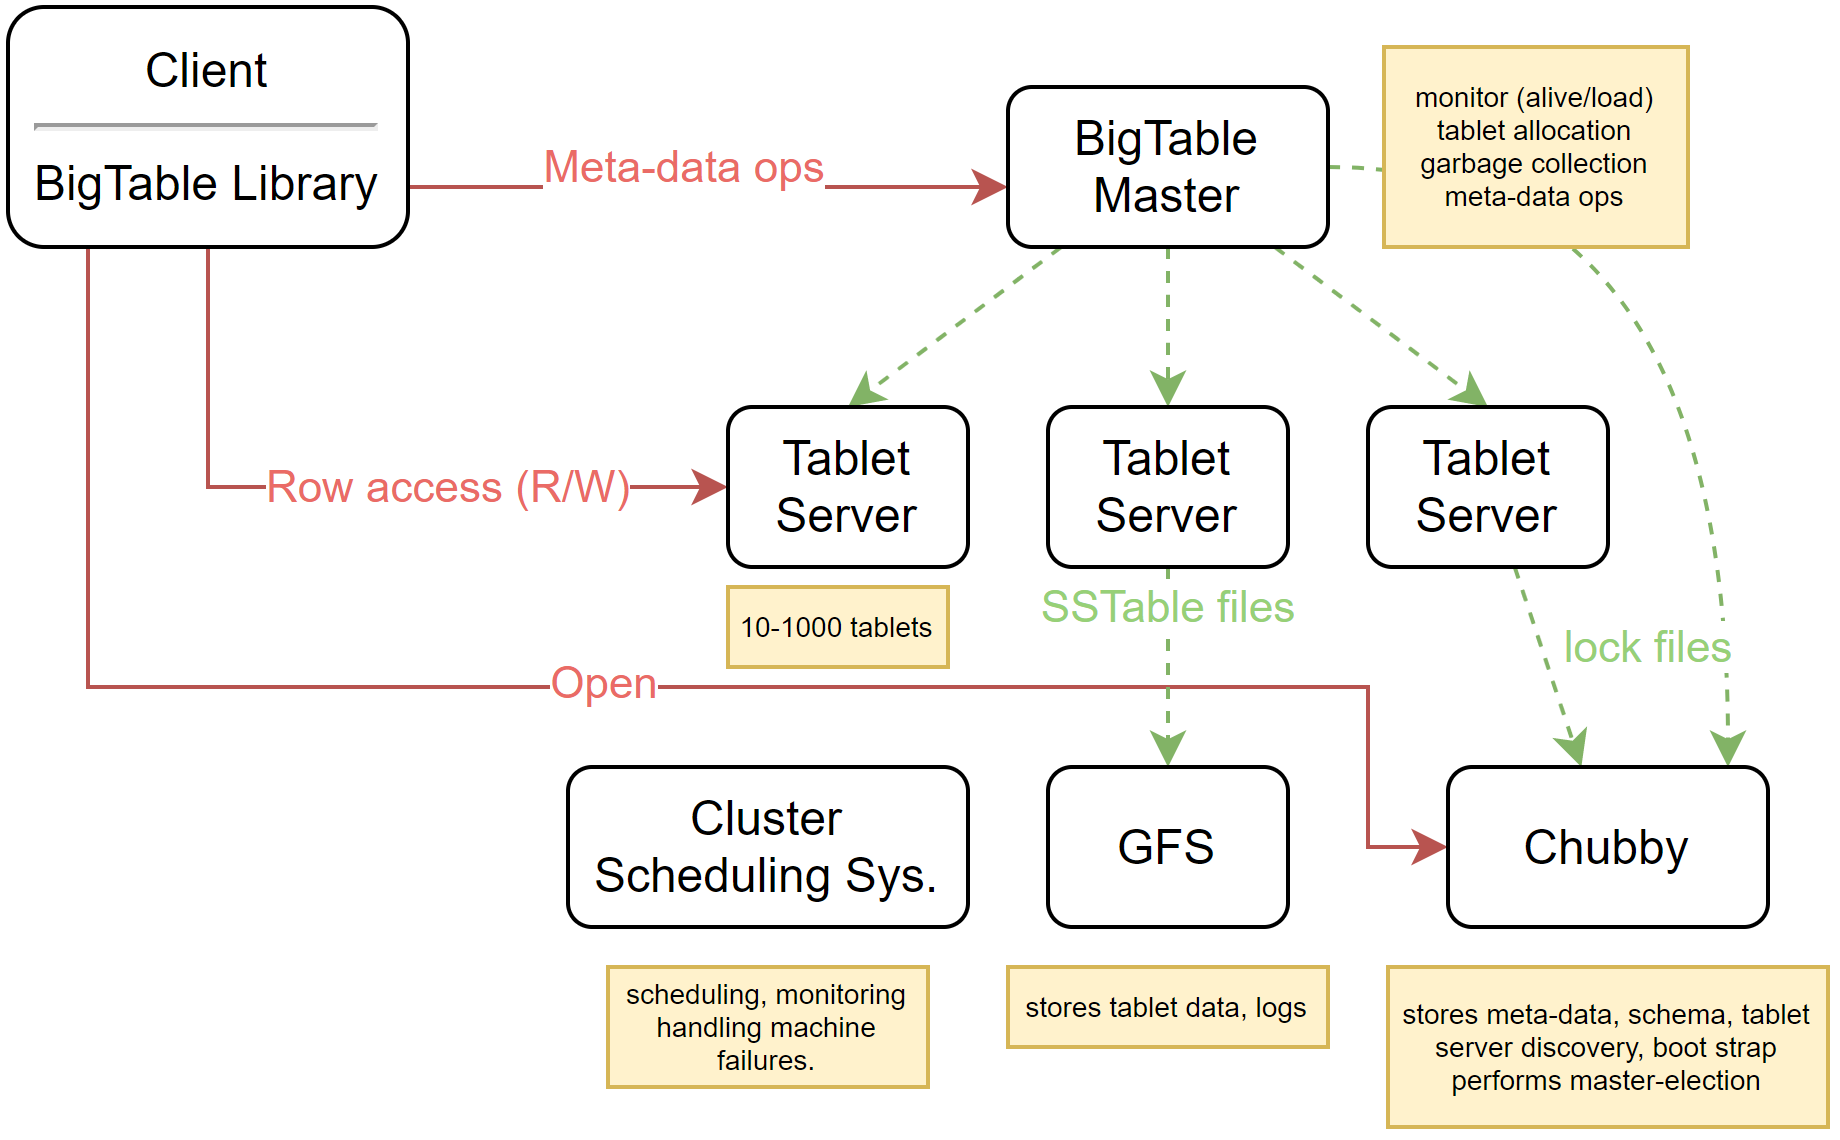 Client
BigTable Library
Meta-data ops
BigTable
Master
monitor (alive/load)
tablet allocation
garbage collection
meta-data ops
Row access (R/W)
Tablet
Server
Tablet
Server
Tablet
Server
10-1000 tablets
SSTable files
lock files
Open
Cluster
Scheduling Sys.
GFS
Chubby
scheduling, monitoring
handling machine
failures.
stores tablet data, logs
stores meta-data, schema, tablet
server discovery, boot strap
performs master-election